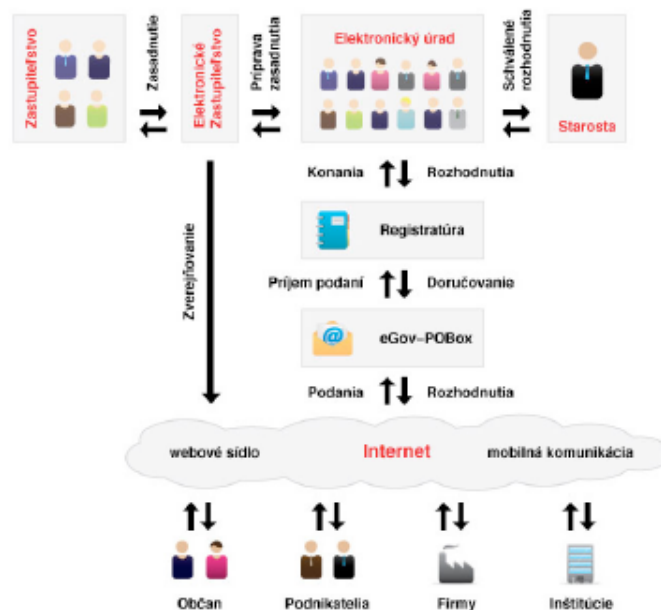 Zastupiteľstvo
Zasadnutie
Elektronické
Zastupiteľstvo
Príprava
zasadnutia
Elektronický úrad
Schválené
rozhodnutia
Starosta
Konania
Rozhodnutia
Registratúra
Príjem podaní
Doručovanie
Zverejňovanie
@
eGov-POBox
Podania
Rozhodnutia
webové sídlo
Internet
mobilná komunikácia
Občan
Podnikatelia
Firmy
Inštitúcie